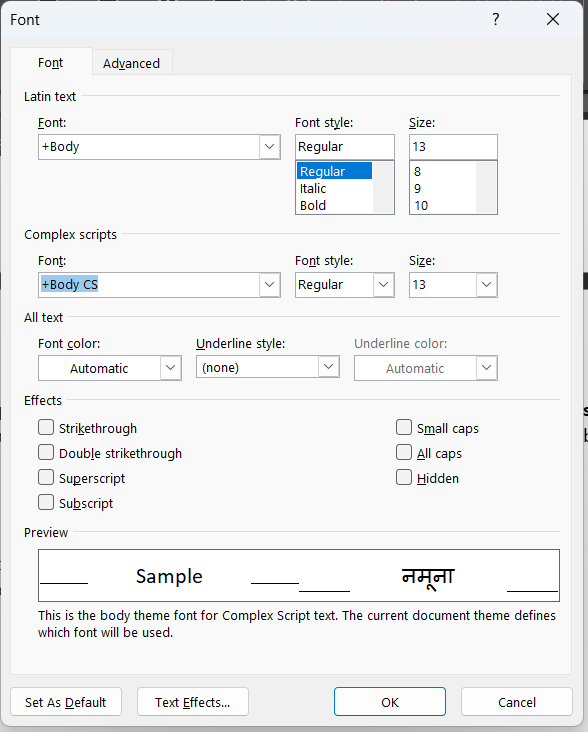 Font ?
Font Advanced
Latin text
Font: Font style: Size:
+Body Regular 13
Regular 8
Italic 9
Bold 10
Complex scripts
Font: Font style: Size:
+Body CS Regular 13
All text
Font color: Underline style: Underline color:
Automatic (none) Automatic
Effects
Strikethrough Small caps
Double strikethrough All caps
Superscript Hidden
Subscript
Preview
Sample नमूना
This is the body theme font for Complex Script text. The current document theme defines
which font will be used.
Set As Default Text Effects... OK Cancel